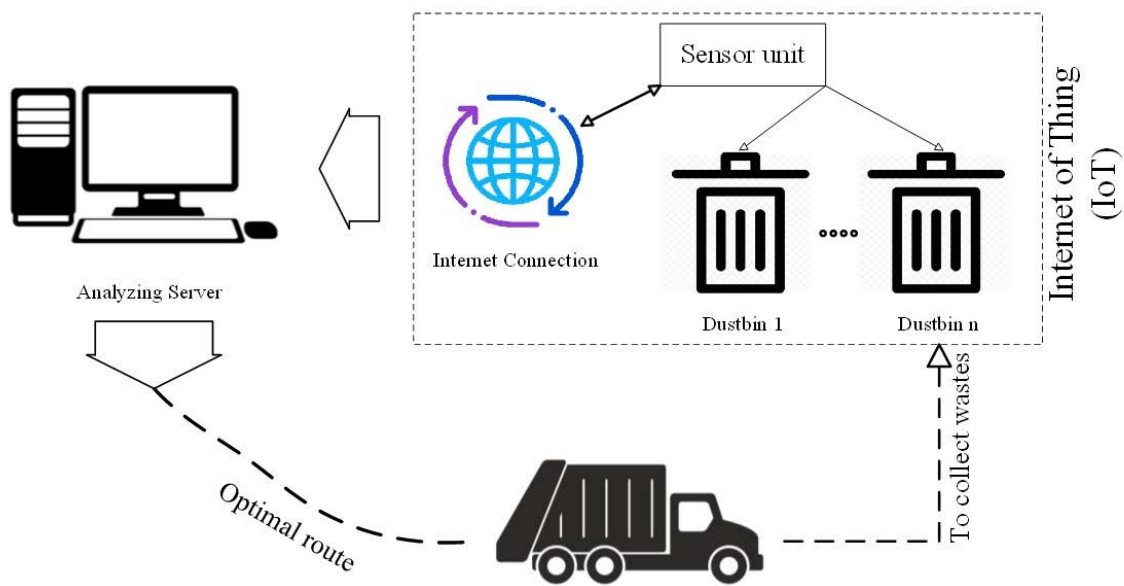 Sensor unit
Internet of Thing
(IoT)
Internet Connection
Analyzing Server
Dustbin 1
Dustbin n
Optimal route
To collect wastes